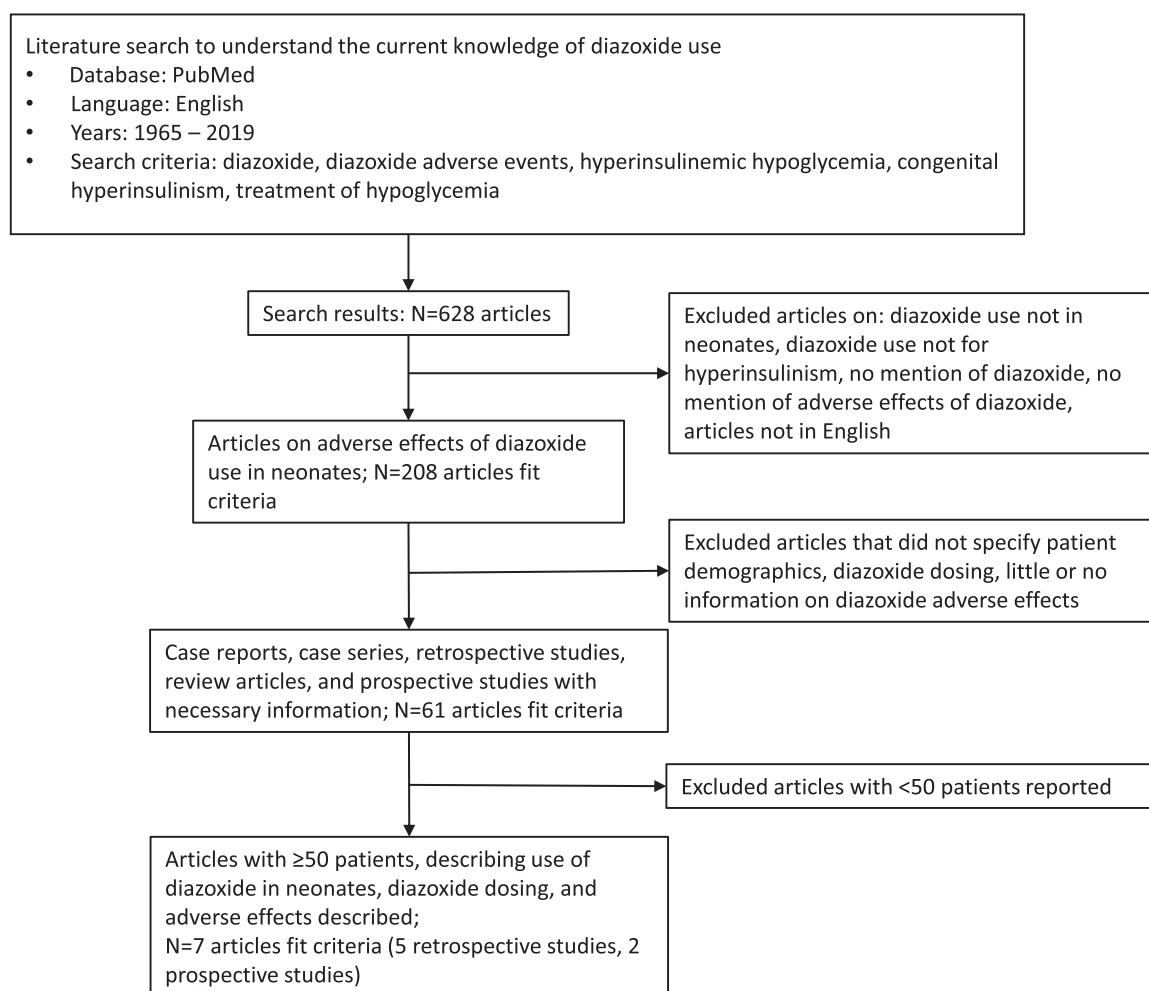 Literature search to understand the current knowledge of diazoxide use
• Database: PubMed
• Language: English
• Years: 1965 – 2019
• Search criteria: diazoxide, diazoxide adverse events, hyperinsulinemic hypoglycemia, congenital
hyperinsulinism, treatment of hypoglycemia
Search results: N=628 articles
Excluded articles on: diazoxide use not in
neonates, diazoxide use not for
hyperinsulinism, no mention of diazoxide, no
mention of adverse effects of diazoxide,
articles not in English
Articles on adverse effects of diazoxide
use in neonates; N=208 articles fit
criteria
Excluded articles that did not specify patient
demographics, diazoxide dosing, little or no
information on diazoxide adverse effects
Case reports, case series, retrospective studies,
review articles, and prospective studies with
necessary information; N=61 articles fit criteria
Excluded articles with <50 patients reported
Articles with ≥50 patients, describing use of
diazoxide in neonates, diazoxide dosing, and
adverse effects described;
N=7 articles fit criteria (5 retrospective studies, 2
prospective studies)